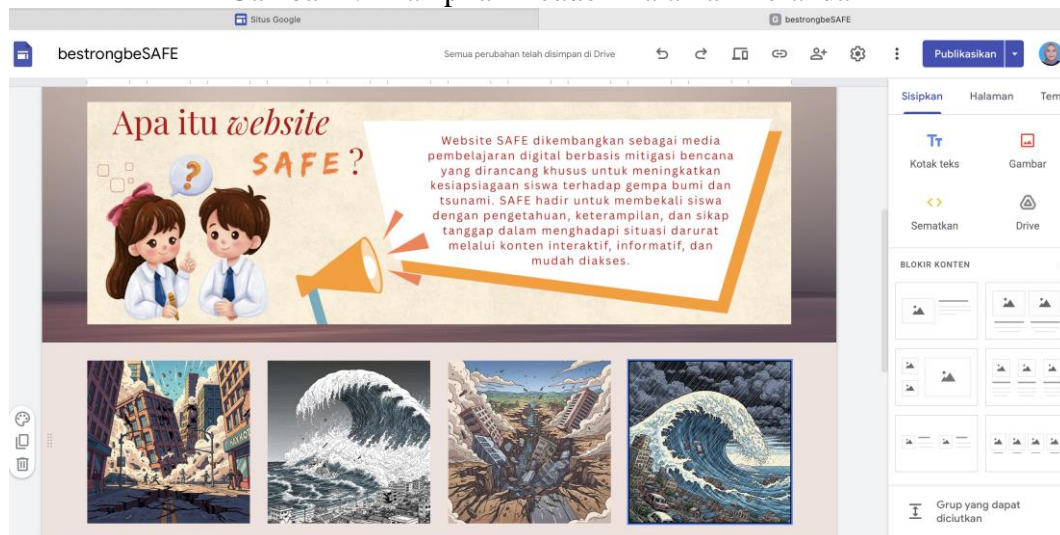 Situs Google
bestrongbeSAFE
bestrongbeSAFE
Semua perubahan telah disimpan di Drive
Publikasikan
Sisipkan
Halaman
Tem
Apa itu website
SAFE?
Website SAFE dikembangkan sebagai media
pembelajaran digital berbasis mitigasi bencana
yang dirancang khusus untuk meningkatkan
kesiapsiagaan siswa terhadap gempa bumi dan
tsunami. SAFE hadir untuk membekali siswa
dengan pengetahuan, keterampilan, dan sikap
tanggap dalam menghadapi situasi darurat
melalui konten interaktif, informatif, dan
mudah diakses.
Kotak teks
Gambar
Sematkan
Drive
BLOKIR KONTEN
Grup yang dapat
diciutkan